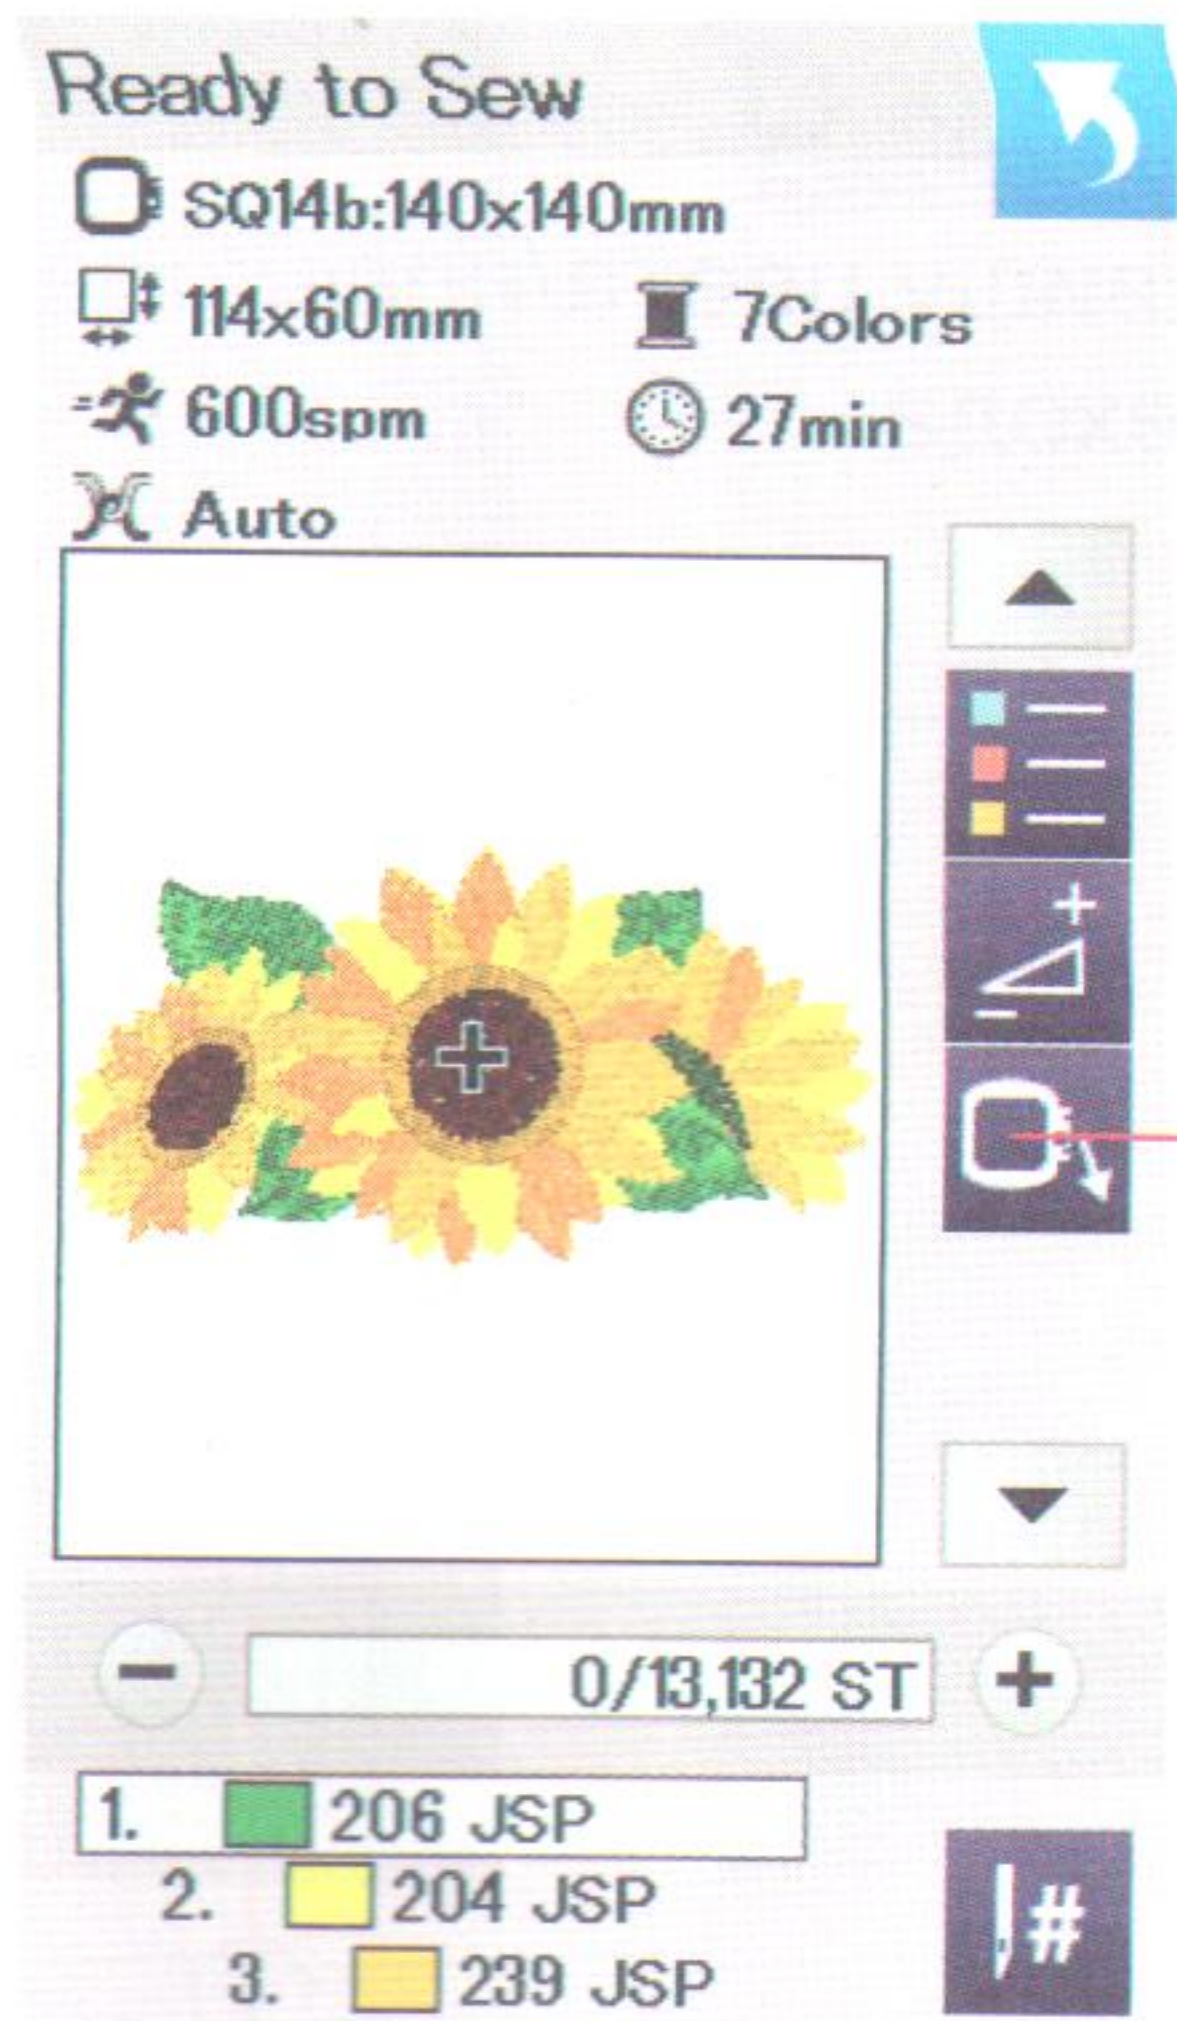 Ready to Sew
SQ14b:140x140mm
114x60mm 7Colors
600spm 27min
Auto
0/13,132 ST
1. 206 JSP
2. 204 JSP
3. 239 JSP
#